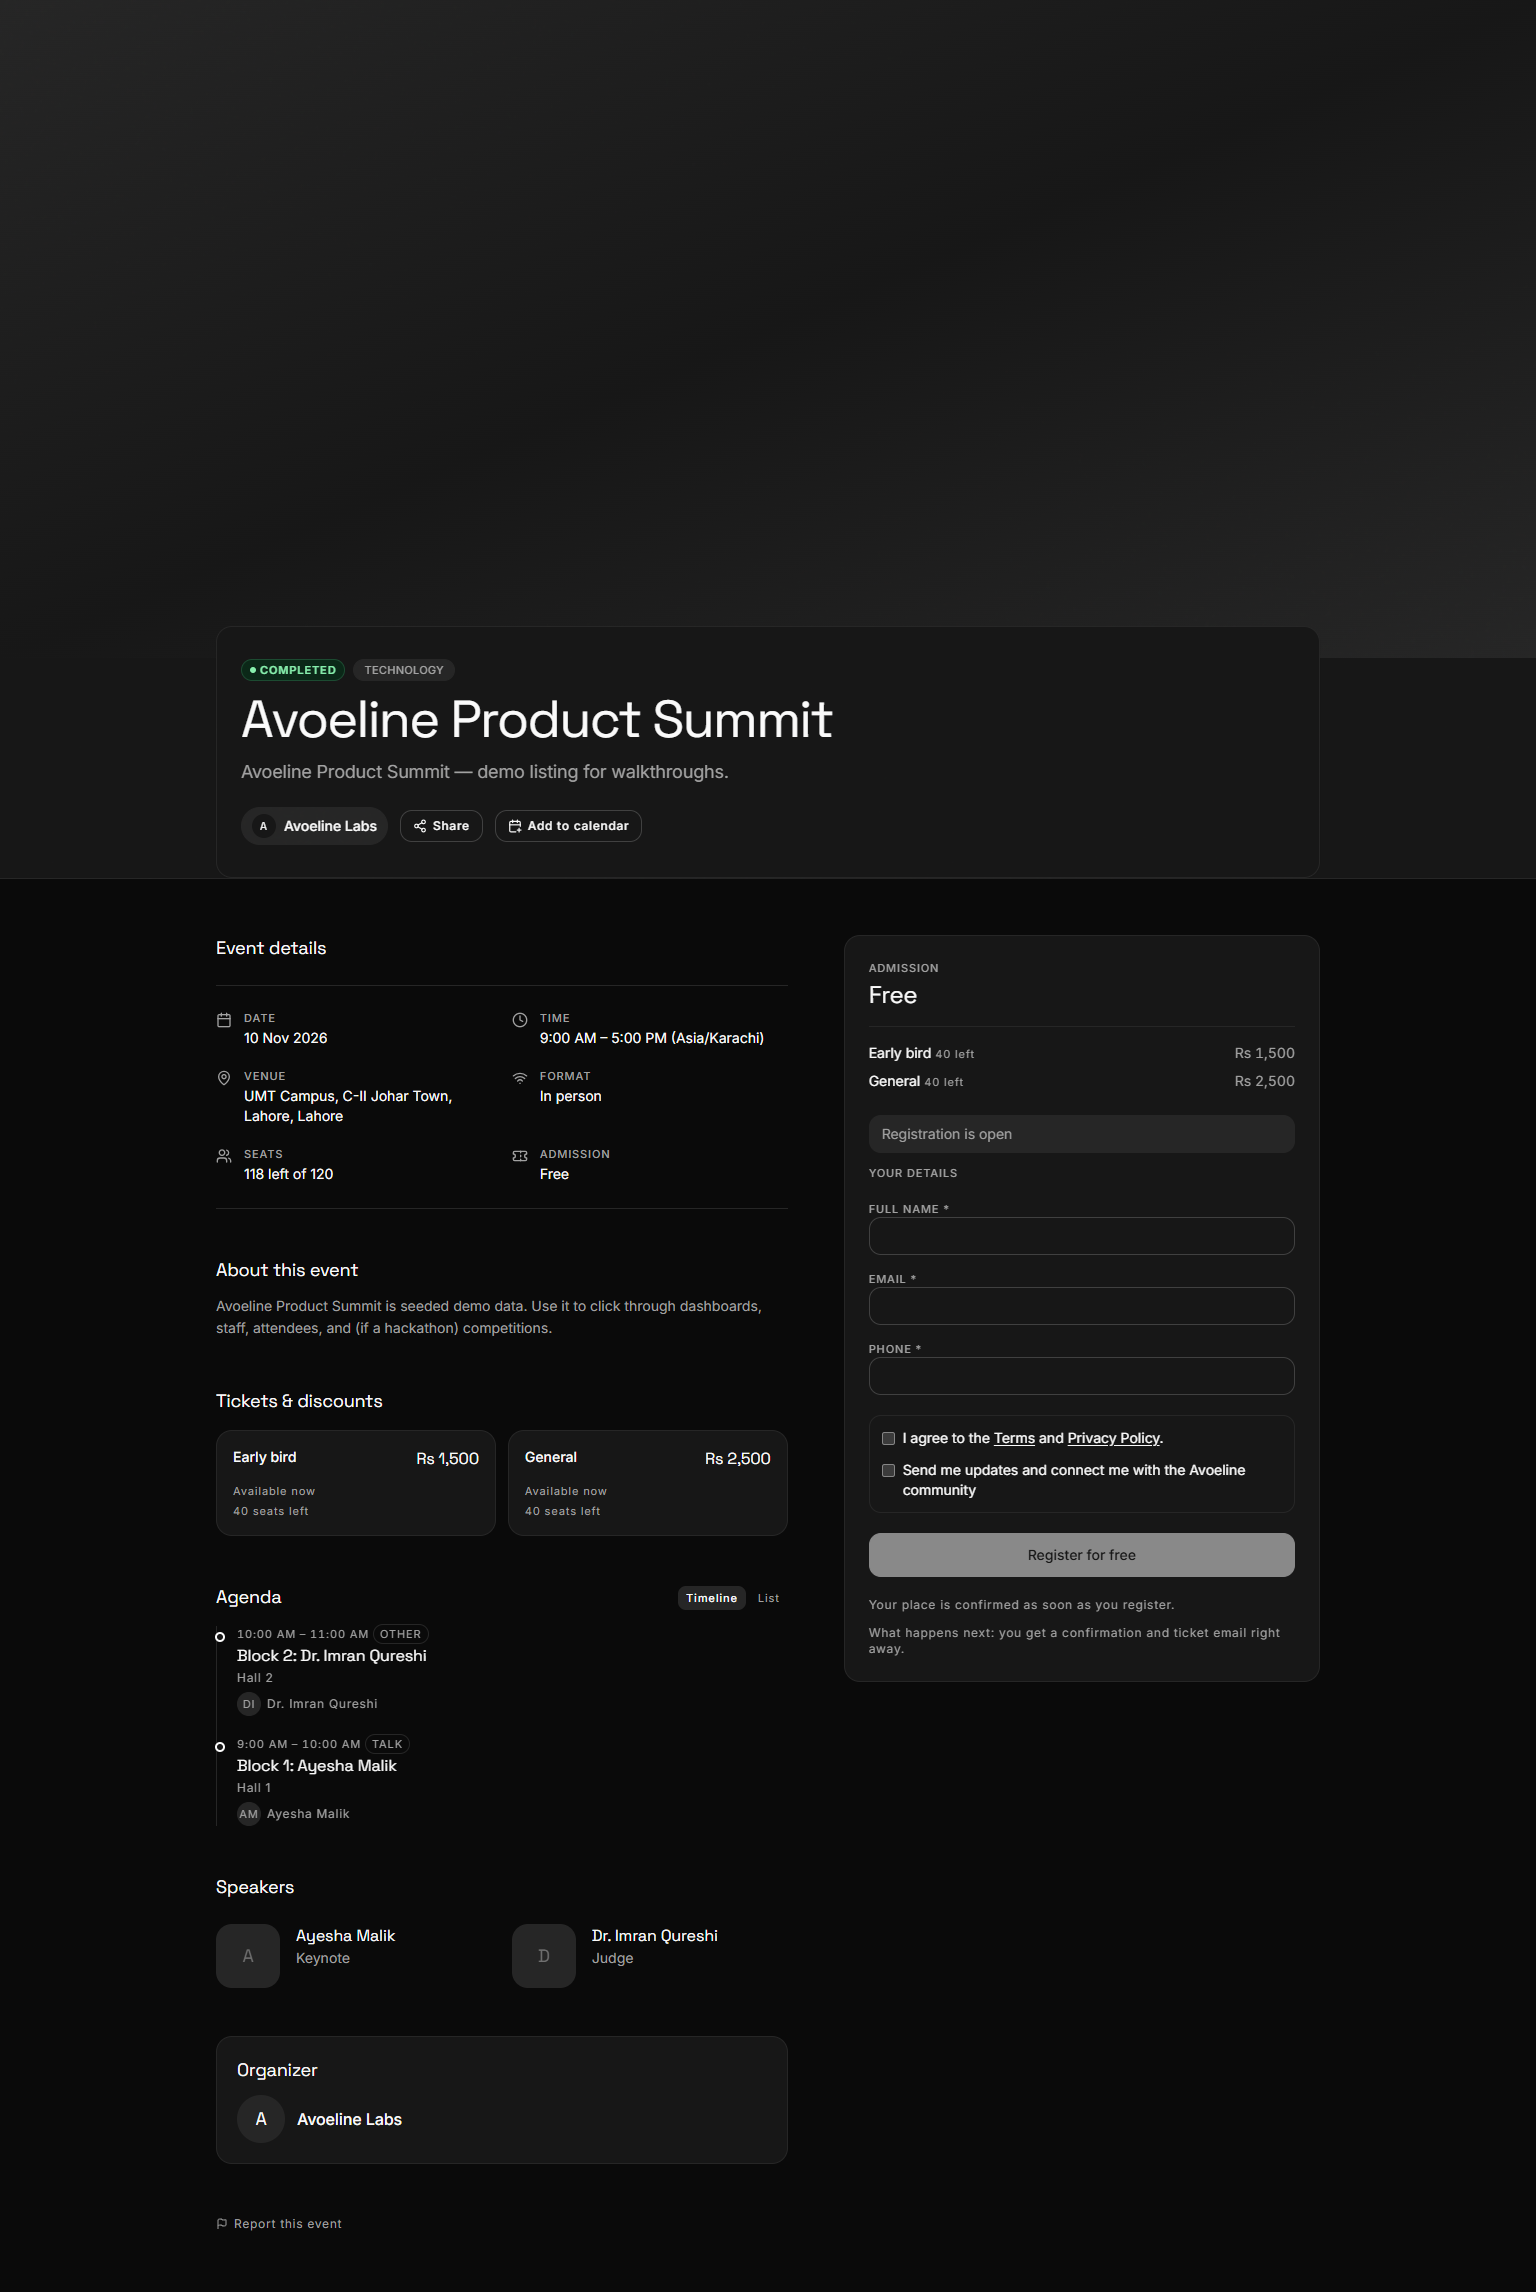 COMPLETED
TECHNOLOGY
Avoeline Product Summit
Avoeline Product Summit — demo listing for walkthroughs.
A Avoeline Labs
Share
Add to calendar
Event details
DATE
10 Nov 2026
TIME
9:00 AM – 5:00 PM (Asia/Karachi)
VENUE
UMT Campus, C-II Johar Town,
Lahore, Lahore
FORMAT
In person
SEATS
118 left of 120
ADMISSION
Free
About this event
Avoeline Product Summit is seeded demo data. Use it to click through dashboards,
staff, attendees, and (if a hackathon) competitions.
Tickets & discounts
Early bird Rs 1,500
Available now
40 seats left
General Rs 2,500
Available now
40 seats left
Agenda
Timeline List
10:00 AM – 11:00 AM OTHER
Block 2: Dr. Imran Qureshi
Hall 2
DI Dr. Imran Qureshi
9:00 AM – 10:00 AM TALK
Block 1: Ayesha Malik
Hall 1
AM Ayesha Malik
Speakers
A
Ayesha Malik
Keynote
D
Dr. Imran Qureshi
Judge
Organizer
A Avoeline Labs
Report this event
ADMISSION
Free
Early bird 40 left Rs 1,500
General 40 left Rs 2,500
Registration is open
YOUR DETAILS
FULL NAME *
EMAIL *
PHONE *
I agree to the Terms and Privacy Policy.
Send me updates and connect me with the Avoeline
community
Register for free
Your place is confirmed as soon as you register.
What happens next: you get a confirmation and ticket email right
away.